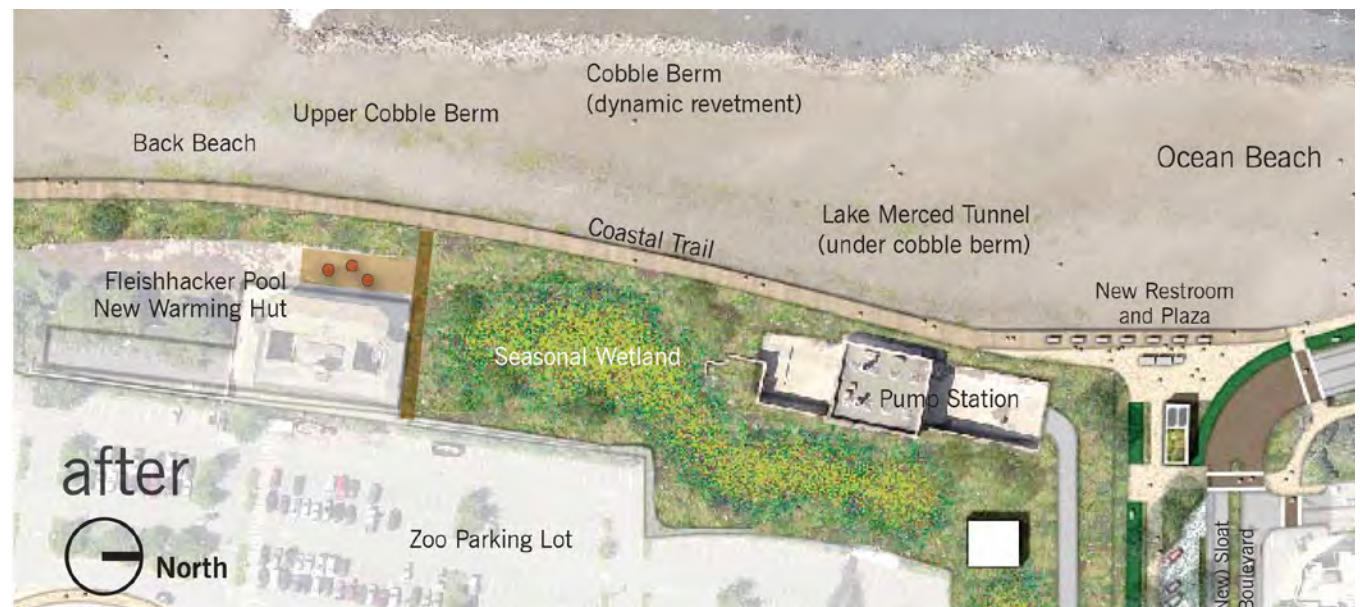 Cobble Berm
(dynamic revetment)
Upper Cobble Berm
Back Beach
Ocean Beach
Lake Merced Tunnel
(under cobble berm)
Coastal Trail
Fleishhacker Pool
New Warming Hut
New Restroom
and Plaza
Seasonal Wetland
Pump Station
after
North
Zoo Parking Lot
(New) Sloat
Boulevard